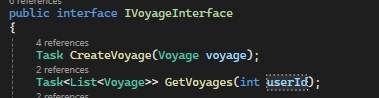 6 references
public interface IVoyageInterface
{
4 references
Task CreateVoyage(Voyage voyage);
2 references
Task<List<Voyage>> GetVoyages(int userId);
2 references